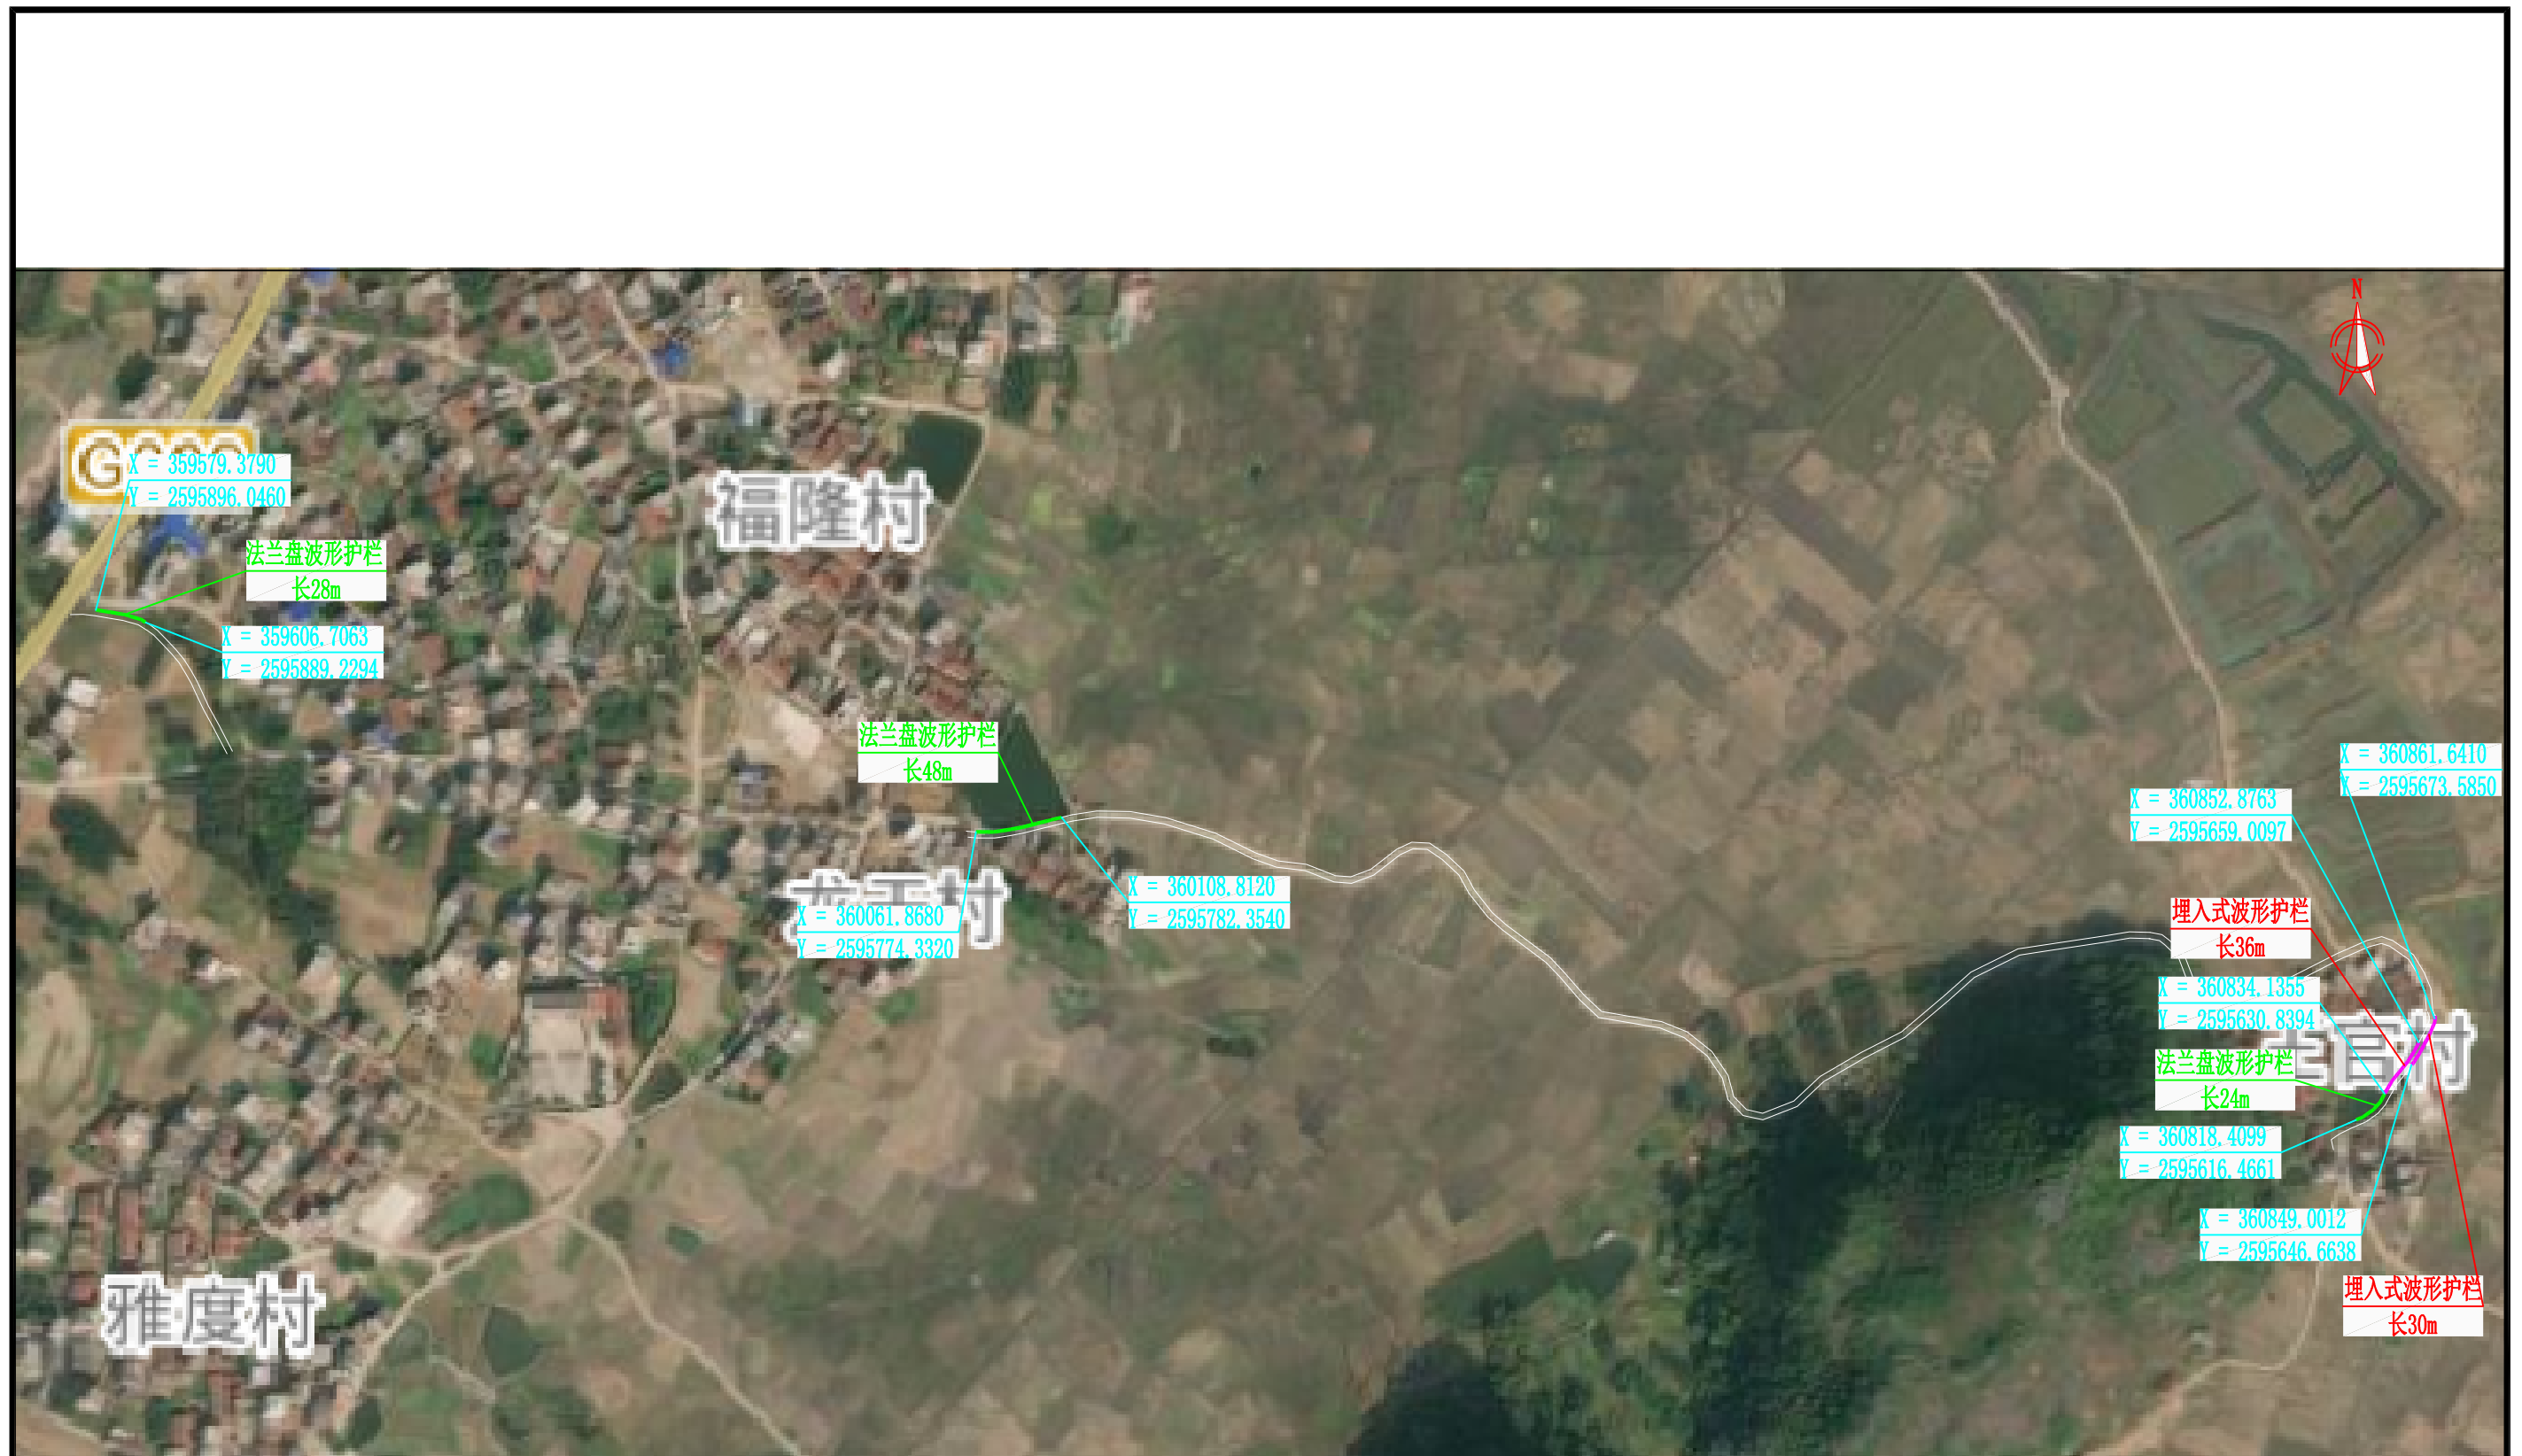 N
X = 359579.3790
Y = 2595896.0460
福隆村
法兰盘波形护栏
长28m
X = 359606.7063
Y = 2595889.2294
法兰盘波形护栏
长48m
X = 360861.6410
Y = 2595673.5850
X = 360852.8763
Y = 2595659.0097
X = 360108.8120
Y = 2595782.3540
X = 360061.8680
Y = 2595774.3320
埋入式波形护栏
长36m
X = 360834.1355
Y = 2595630.8394
法兰盘波形护栏
长24m
X = 360818.4099
Y = 2595616.4661
X = 360849.0012
Y = 2595646.6638
雅度村
埋入式波形护栏
长30m